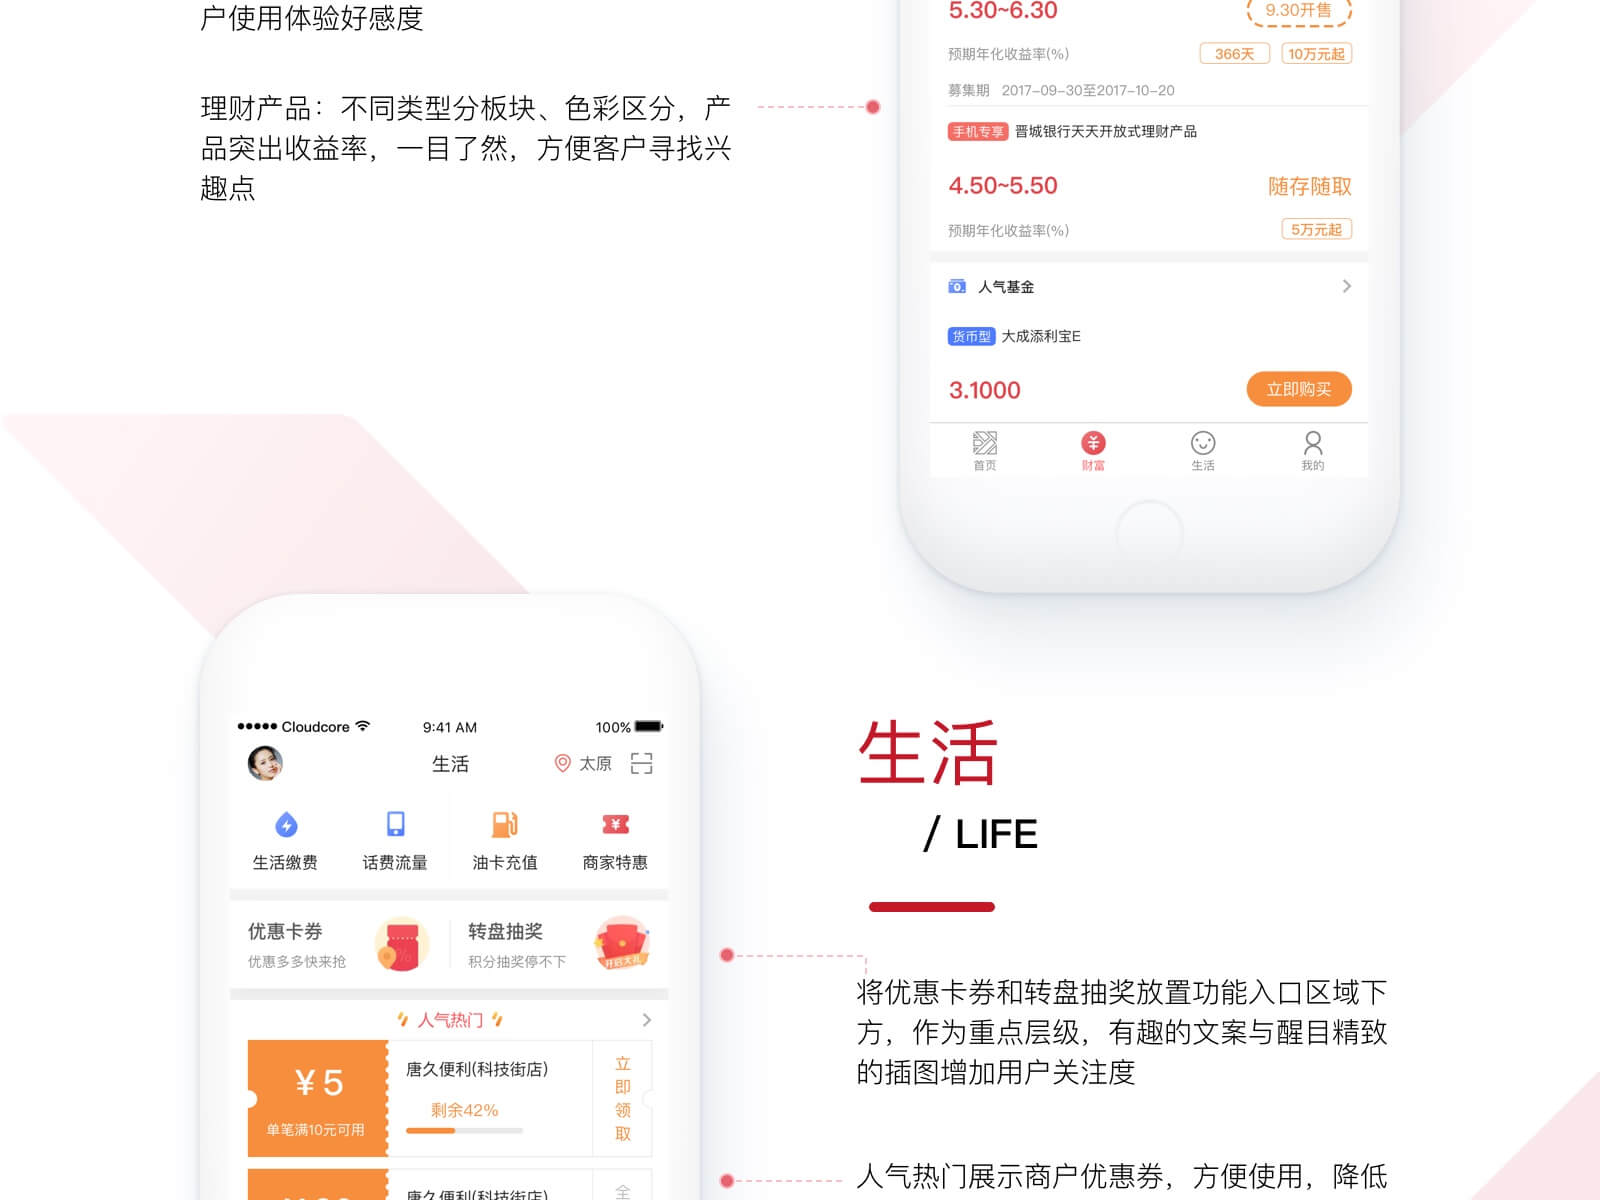 户使用体验好感度
理财产品：不同类型分板块、色彩区分，产
品突出收益率，一目了然，方便客户寻找兴
趣点
5.30~6.30
9.30开售
预期年化收益率(%)
366天
10万元起
募集期 2017-09-30至2017-10-20
手机专享 晋城银行天天开放式理财产品
4.50~5.50
随存随取
预期年化收益率(%)
5万元起
人气基金
货币型 大成添利宝E
3.1000
立即购买
首页
财富
生活
我的
Cloudcore
9:41 AM
100%
生活
太原
生活缴费
话费流量
油卡充值
商家特惠
优惠卡券
优惠多多快来抢
转盘抽奖
积分抽奖停不下
开启大礼
人气热门
¥5
单笔满10元可用
唐久便利(科技街店)
剩余42%
立即领取
唐久便利(科技街店)
全
生活
/ LIFE
将优惠卡券和转盘抽奖放置功能入口区域下
方，作为重点层级，有趣的文案与醒目精致
的插图增加用户关注度
人气热门展示商户优惠券，方便使用，降低